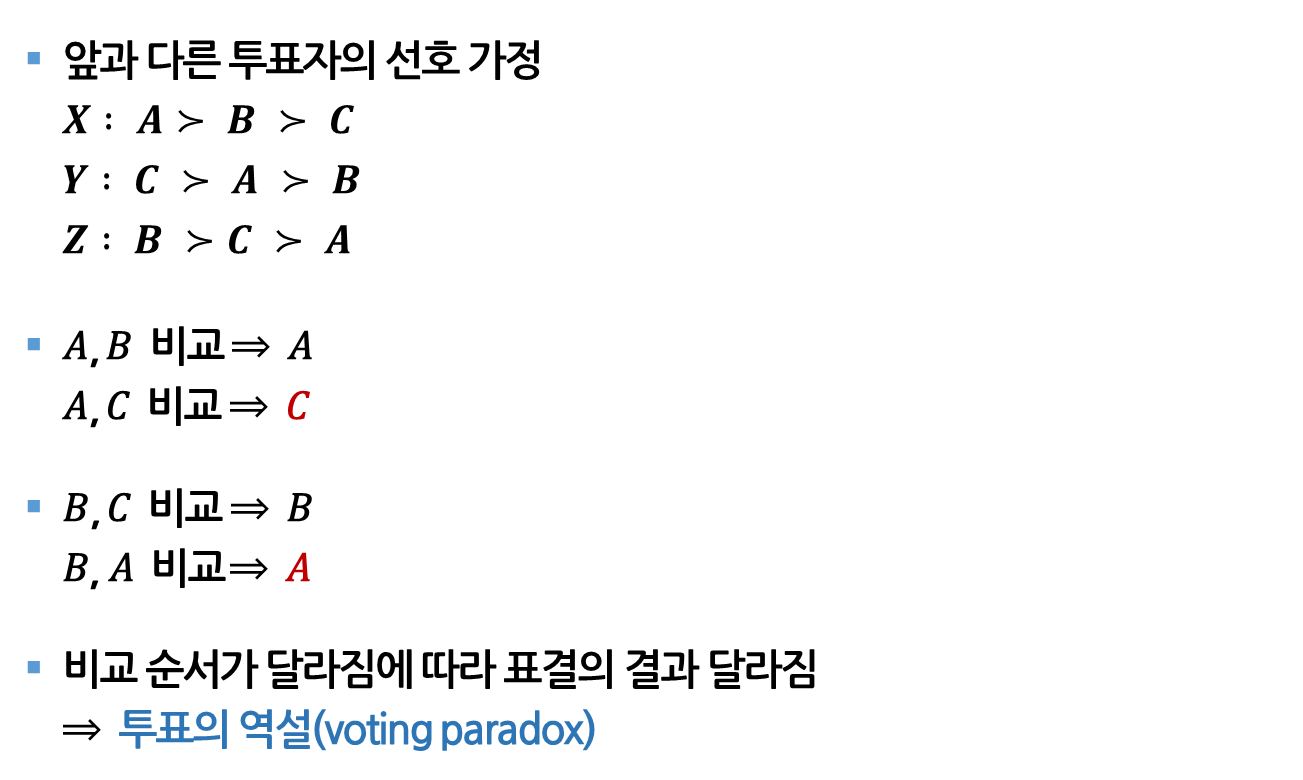 ▪ 앞과 다른 투표자의 선호 가정
X : A ≻ B ≻ C
Y : C ≻ A ≻ B
Z : B ≻ C ≻ A
▪ A, B 비교 ⇒ A
A, C 비교 ⇒ C
▪ B, C 비교 ⇒ B
B, A 비교 ⇒ A
▪ 비교 순서가 달라짐에 따라 표결의 결과 달라짐
⇒ 투표의 역설(voting paradox)